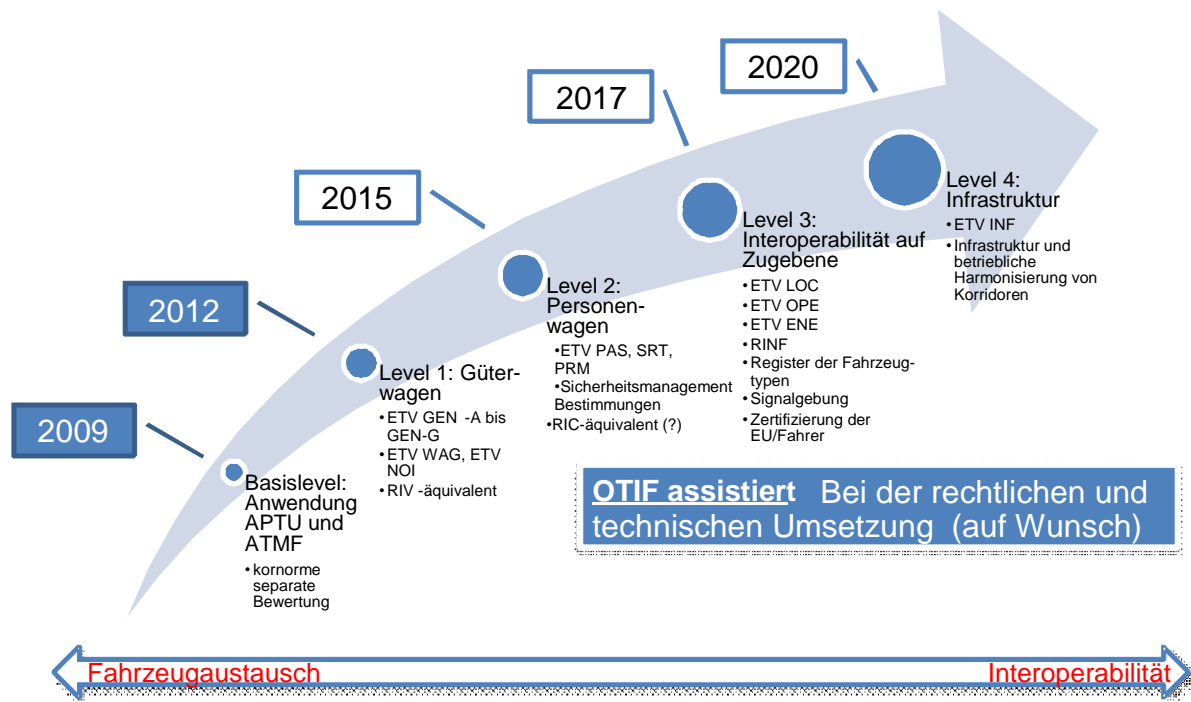 2009
Basislevel:
Anwendung
APTU und
ATMF
• kornorme
separate
Bewertung
2012
Level 1: Güter-
wagen
• ETV GEN -A bis
GEN-G
• ETV WAG, ETV
NOI
• RIV -äquivalent
2015
Level 2:
Personen-
wagen
•ETV PAS, SRT,
PRM
•Sicherheitsmanagement
Bestimmungen
•RIC-äquivalent (?)
2017
Level 3:
Interoperabilität auf
Zugebene
• ETV LOC
• ETV OPE
• ETV ENE
• RINF
• Register der Fahrzeug-
typen
• Signalgebung
• Zertifizierung der
EU/Fahrer
2020
Level 4:
Infrastruktur
• ETV INF
• Infrastruktur und
betriebliche
Harmonisierung von
Korridoren
OTIF assistiert Bei der rechtlichen und
technischen Umsetzung (auf Wunsch)
Fahrzeugaustausch
Interoperabilität